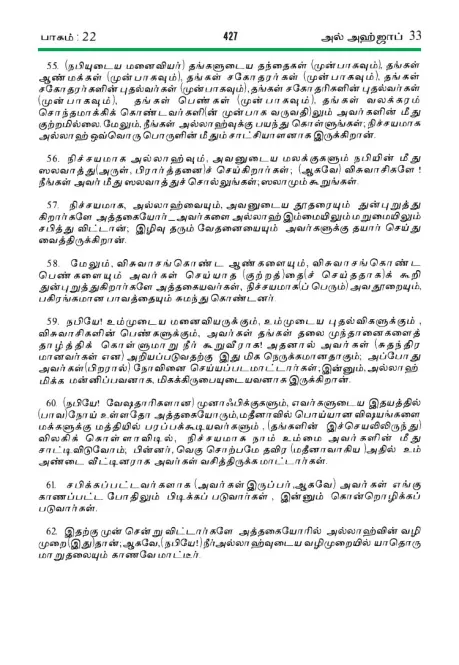 பாகம் : 22
427
அல் அஹ்ஜாப் 33
55. (நபியுடைய மனைவியர்) தங்களுடைய தந்தைகள் (முன்பாகவும்), தங்கள்
ஆண் மக்கள் (முன்பாகவும்), தங்கள் சகோதரர்கள் (முன்பாகவும்), தங்கள்
சகோதரர்களின் புதல்வர்கள் (முன்பாகவும்), தங்கள் சகோதரிகளின் புதல்வர்கள்
(முன்பாகவும்), தங்கள் பெண்கள் (முன்பாகவும்), தங்கள் வலக்கரம்
சொந்தமாக்கிக் கொண்டவர்களி(ன் முன்பாக வருவதி)லும் அவர்களின் மீது
குற்றமில்லை. மேலும், நீங்கள் அல்லாஹ்வுக்கு பயந்து கொள்ளுங்கள்; நிச்சயமாக
அல்லாஹ் ஒவ்வொரு பொருளின் மீதும் சாட்சியாளனாக இருக்கிறான்.
56. நிச்சயமாக அல்லாஹ்வும், அவனுடைய மலக்குகளும் நபியின் மீது
ஸலவாத்து(அருள், பிரார்த்தனை)ச் செய்கிறார்கள்; (ஆகவே) விசுவாசிகளே !
நீங்கள் அவர் மீது ஸலவாத்துச் சொல்லுங்கள்; ஸலாமும் கூறுங்கள்.
57. நிச்சயமாக, அல்லாஹ்வையும், அவனுடைய தூதரையும் துன்புறுத்து
கிறார்களே அத்தகையோர்_அவர்களை அல்லாஹ் இம்மையிலும் மறுமையிலும்
சபித்து விட்டான்; இழிவு தரும் வேதனையையும் அவர்களுக்கு தயார் செய்து
வைத்திருக்கிறான்.
58. மேலும், விசுவாசங்கொண்ட ஆண்களையும், விசுவாசங்கொண்ட
பெண்களையும் அவர்கள் செய்யாத (குற்றத்)தை(ச் செய்ததாக)க் கூறி
துன்புறுத்துகிறார்களே அத்தகையவர்கள், நிச்சயமாக(ப் பெரும்) அவதூறையும்,
பகிரங்கமான பாவத்தையும் சுமந்து கொண்டனர்.
59. நபியே! உம்முடைய மனைவியருக்கும், உம்முடைய புதல்விகளுக்கும் ,
விசுவாசிகளின் பெண்களுக்கும், அவர்கள் தங்கள் தலை முந்தானைகளைத்
தாழ்த்திக் கொள்ளுமாறு நீர் கூறுவீராக! அதனால் அவர்கள் (சுதந்திர
மானவர்கள் என) அறியப்படுவதற்கு இது மிக நெருக்கமானதாகும்; அப்போது
அவர்கள்(பிறரால்) நோவினை செய்யப்படமாட்டார்கள்; இன்னும், அல்லாஹ்
மிக்க மன்னிப்பவனாக, மிகக்கிருபையுடையவனாக இருக்கிறான்.
60. (நபியே! வேஷதாரிகளான) முனாஃபிக்குகளும், எவர்களுடைய இதயத்தில்
(பாவ)நோய் உள்ளதோ அத்தகையோரும், மதீனாவில் பொய்யான விஷயங்களை
மக்களுக்கு மத்தியில் பரப்பக்கூடியவர்களும் , (தங்களின் இச்செயலிலிருந்து)
விலகிக் கொள்ளாவிடில், நிச்சயமாக நாம் உம்மை அவர்களின் மீது
சாட்டிவிடுவோம், பின்னர், வெகு சொற்பமே தவிர (மதீனாவாகிய )அதில் உம்
அண்டை வீட்டினராக அவர்கள் வசித்திருக்கமாட்டார்கள்.
61. சபிக்கப்பட்டவர்களாக (அவர்கள் இருப்பர் ,ஆகவே) அவர்கள் எங்கு
காணப்பட்ட போதிலும் பிடிக்கப் படுவார்கள் , இன்னும் கொன்றொழிக்கப்
படுவார்கள்.
62. இதற்கு முன் சென்று விட்டார்களே அத்தகையோரில் அல்லாஹ்வின் வழி
முறை(இது)தான்; ஆகவே, (நபியே!) நீர் அல்லாஹ்வுடைய வழிமுறையில் யாதொரு
மாறுதலையும் காணவே மாட்டீர்.